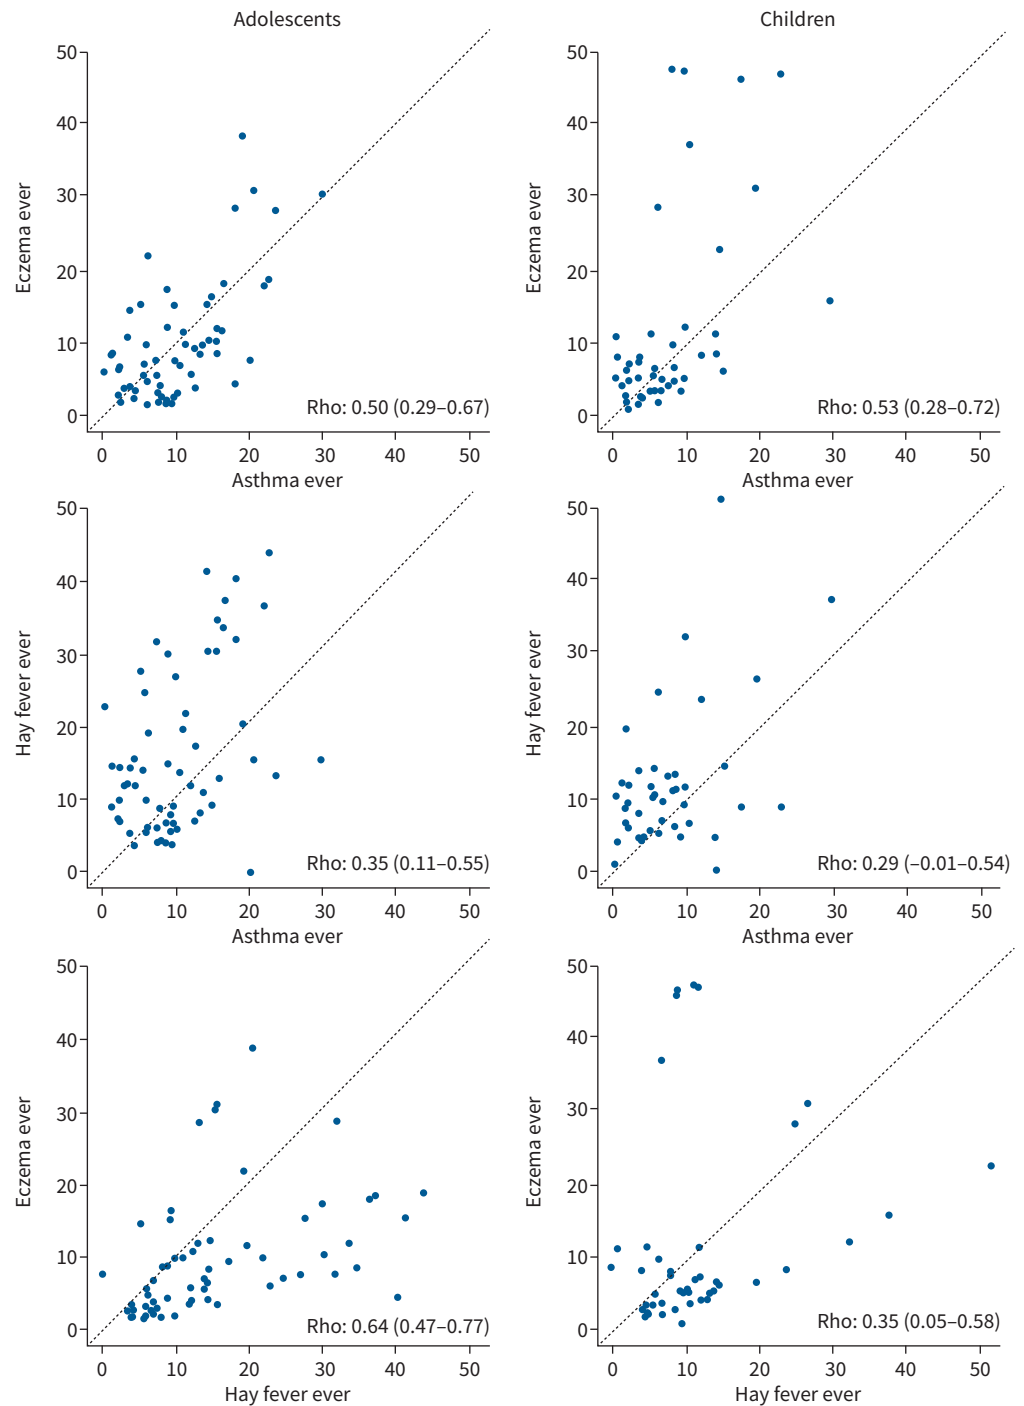 Adolescents
50
40
30
20
10
0
Eczema ever
Rho: 0.50 (0.29–0.67)
0 10 20 30 40 50
Asthma ever
Children
50
40
30
20
10
0
Eczema ever
Rho: 0.53 (0.28–0.72)
0 10 20 30 40 50
Asthma ever
50
40
30
20
10
0
Hay fever ever
Rho: 0.35 (0.11–0.55)
0 10 20 30 40 50
Asthma ever
50
40
30
20
10
0
Hay fever ever
Rho: 0.29 (–0.01–0.54)
0 10 20 30 40 50
Asthma ever
50
40
30
20
10
0
Eczema ever
Rho: 0.64 (0.47–0.77)
0 10 20 30 40 50
Hay fever ever
50
40
30
20
10
0
Eczema ever
Rho: 0.35 (0.05–0.58)
0 10 20 30 40 50
Hay fever ever